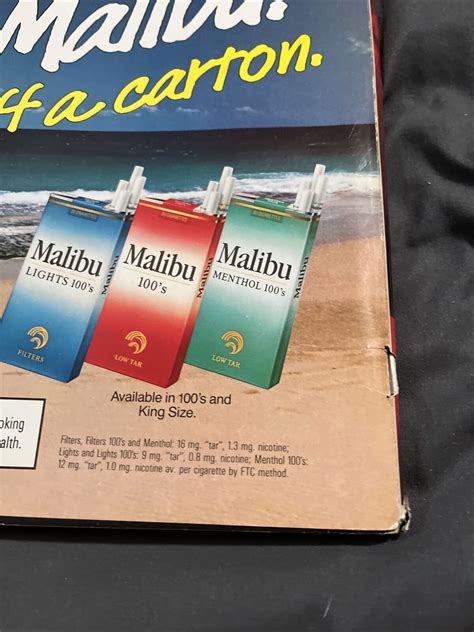 Malibu.
a carton.
Malibu
LIGHTS 100's
FILTERS
Malibu
100's
LOW TAR
Malibu
Malibu
MENTHOL 100's
LOW TAR
Malibu
Available in 100's and
King Size.
oking
alth.
Filters, Filters 100's and Menthol: 16 mg. "tar", 1.3 mg. nicotine;
Lights and Lights 100's: 9 mg. "tar", 0.8 mg. nicotine; Menthol 100's:
12 mg. "tar", 1.0 mg. nicotine av. per cigarette by FTC method.